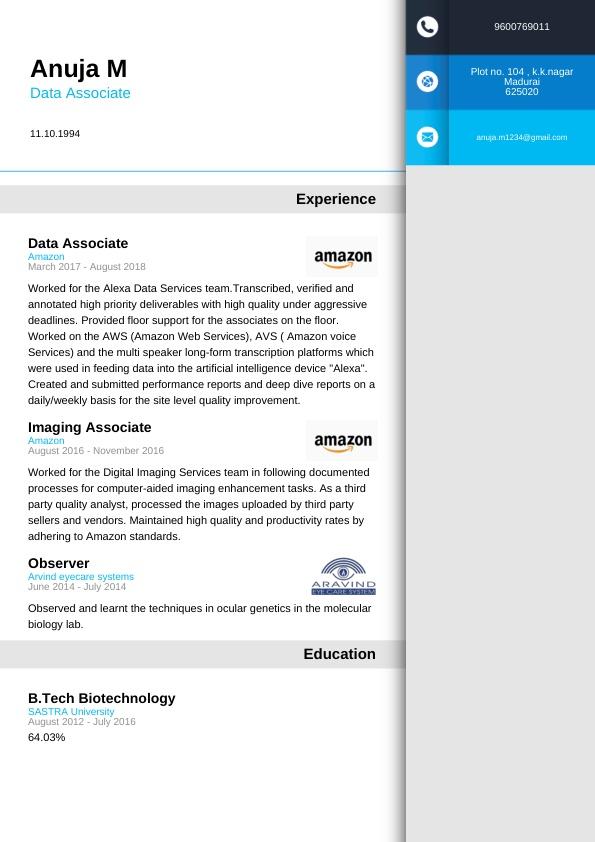 Anuja M
Data Associate
11.10.1994
9600769011
Plot no. 104 , k.k.nagar
Madurai
625020
anuja.m1234@gmail.com
Experience
Data Associate
Amazon
March 2017 - August 2018
amazon
Worked for the Alexa Data Services team.Transcribed, verified and
annotated high priority deliverables with high quality under aggressive
deadlines. Provided floor support for the associates on the floor.
Worked on the AWS (Amazon Web Services), AVS ( Amazon voice
Services) and the multi speaker long-form transcription platforms which
were used in feeding data into the artificial intelligence device "Alexa".
Created and submitted performance reports and deep dive reports on a
daily/weekly basis for the site level quality improvement.
Imaging Associate
Amazon
August 2016 - November 2016
amazon
Worked for the Digital Imaging Services team in following documented
processes for computer-aided imaging enhancement tasks. As a third
party quality analyst, processed the images uploaded by third party
sellers and vendors. Maintained high quality and productivity rates by
adhering to Amazon standards.
Observer
Arvind eyecare systems
June 2014 - July 2014
ARAVIND
EYE CARE SYSTEM
Observed and learnt the techniques in ocular genetics in the molecular
biology lab.
Education
B.Tech Biotechnology
SASTRA University
August 2012 - July 2016
64.03%